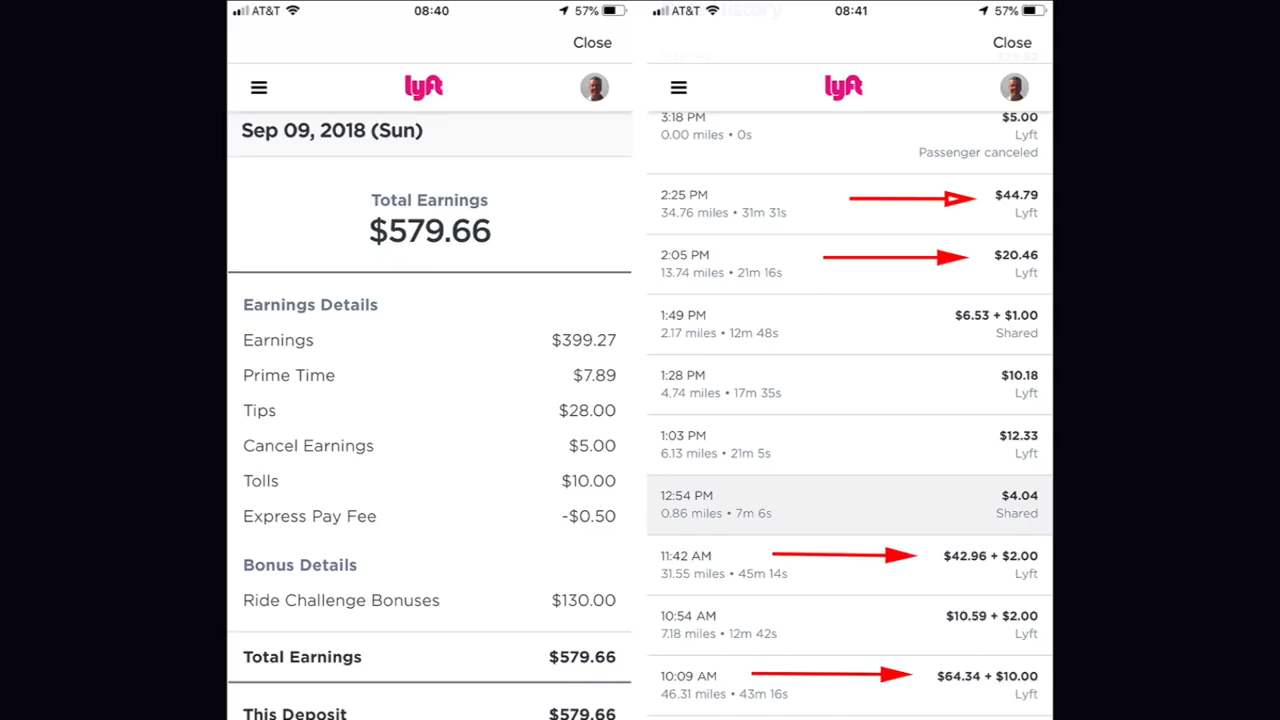 AT&T 08:40 57%
Close
lyft
Sep 09, 2018 (Sun)
Total Earnings
$579.66
Earnings Details
Earnings $399.27
Prime Time $7.89
Tips $28.00
Cancel Earnings $5.00
Tolls $10.00
Express Pay Fee -$0.50
Bonus Details
Ride Challenge Bonuses $130.00
Total Earnings $579.66
This Deposit $579.66
AT&T 08:41 57%
Close
lyft
3:18 PM $5.00
0.00 miles • 0s Lyft
Passenger canceled
2:25 PM $44.79
34.76 miles • 31m 31s Lyft
2:05 PM $20.46
13.74 miles • 21m 16s Lyft
1:49 PM $6.53 + $1.00
2.17 miles • 12m 48s Shared
1:28 PM $10.18
4.74 miles • 17m 35s Lyft
1:03 PM $12.33
6.13 miles • 21m 5s Lyft
12:54 PM $4.04
0.86 miles • 7m 6s Shared
11:42 AM $42.96 + $2.00
31.55 miles • 45m 14s Lyft
10:54 AM $10.59 + $2.00
7.18 miles • 12m 42s Lyft
10:09 AM $64.34 + $10.00
46.31 miles • 43m 16s Lyft